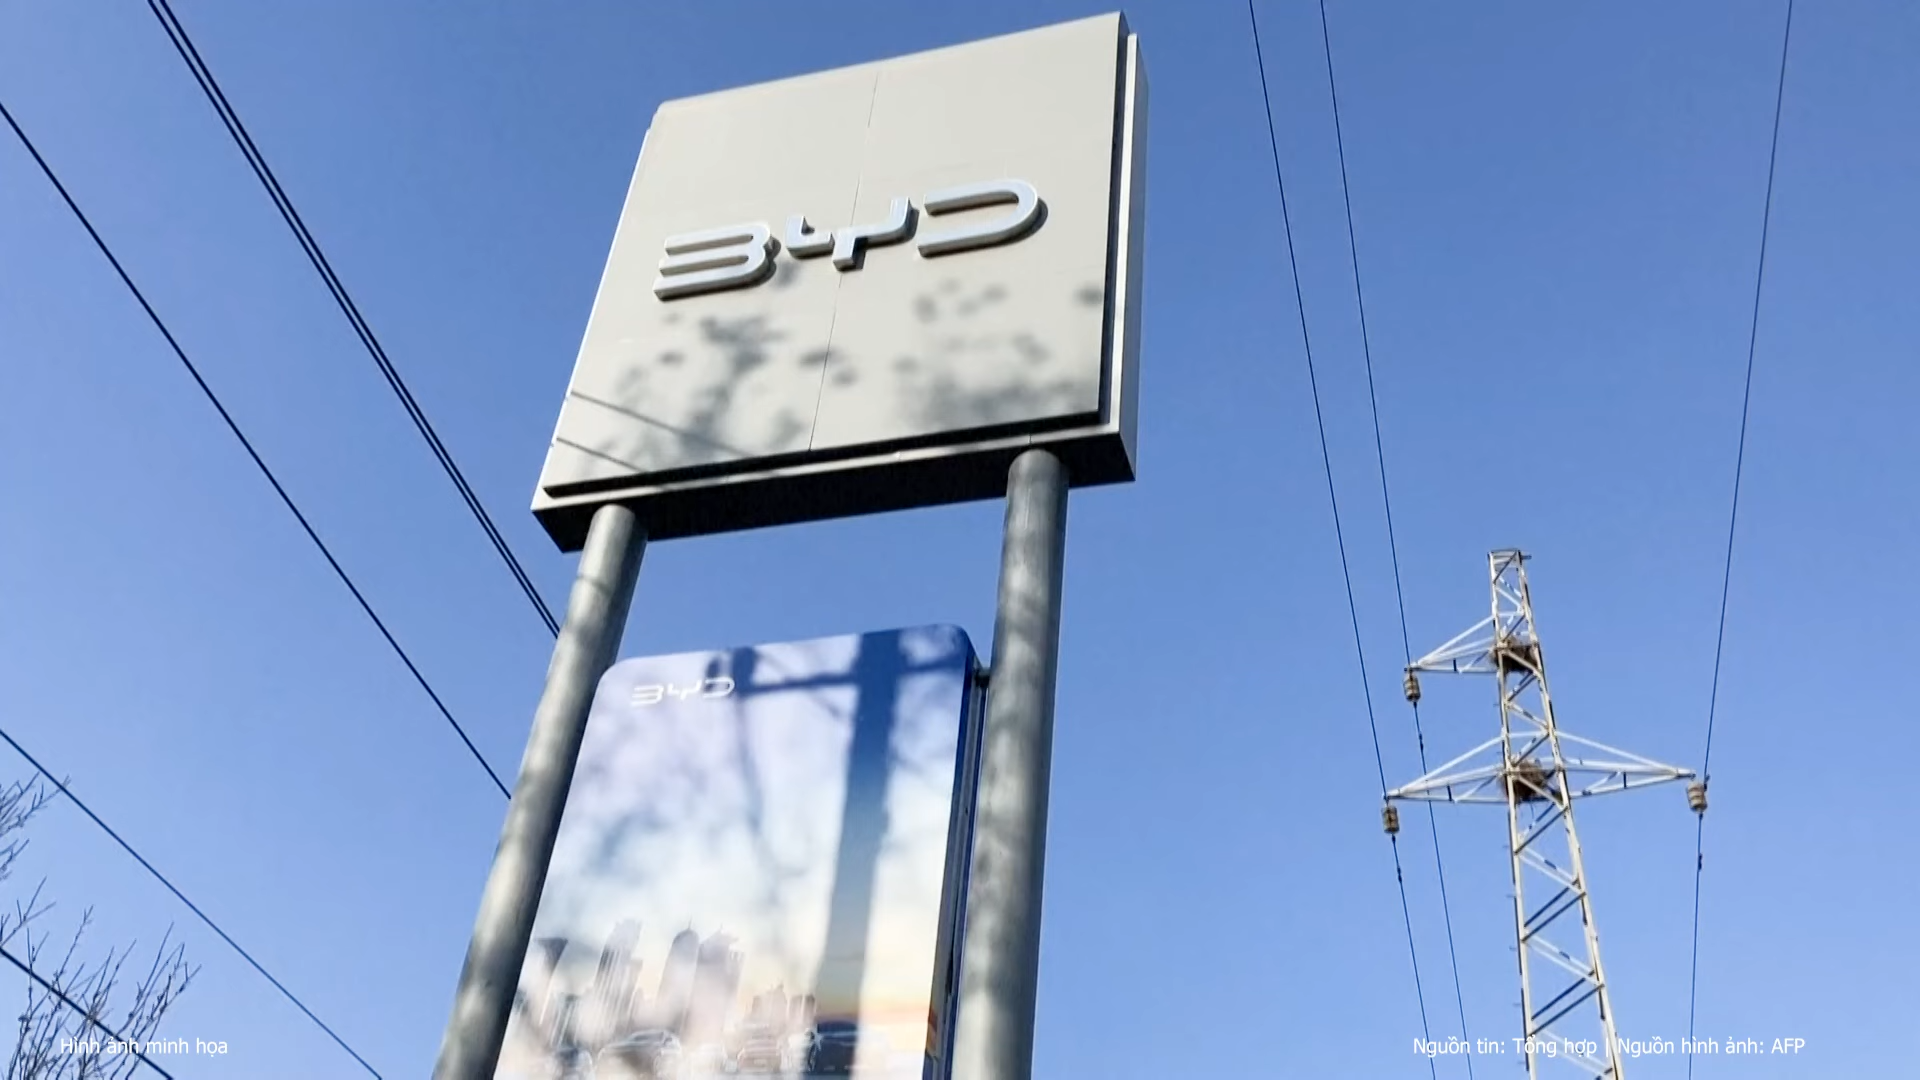 BYD
BYD
Hình ảnh minh họa
Nguồn tin: Tổng hợp | Nguồn hình ảnh: AFP